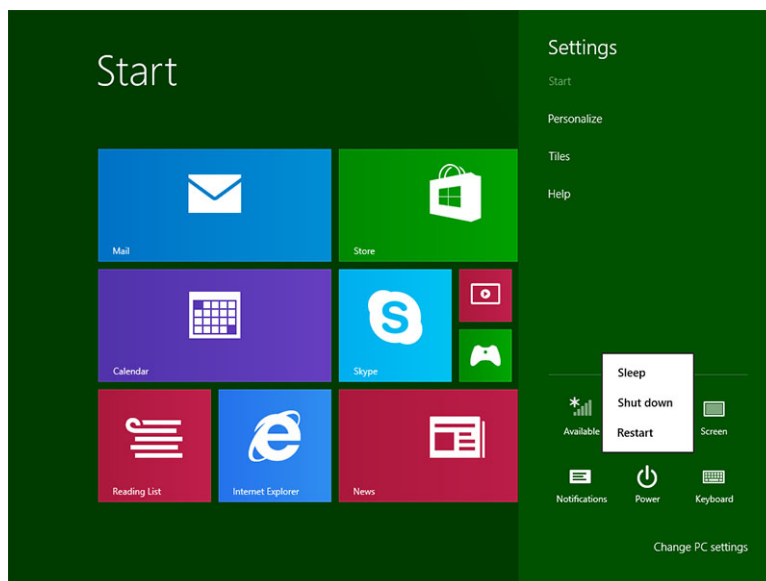 Start
Mail
Store
Calendar
Skype
Reading List
Internet Explorer
News
Settings
Start
Personalize
Tiles
Help
Sleep
Shut down
Restart
Available
Screen
Notifications
Power
Keyboard
Change PC settings